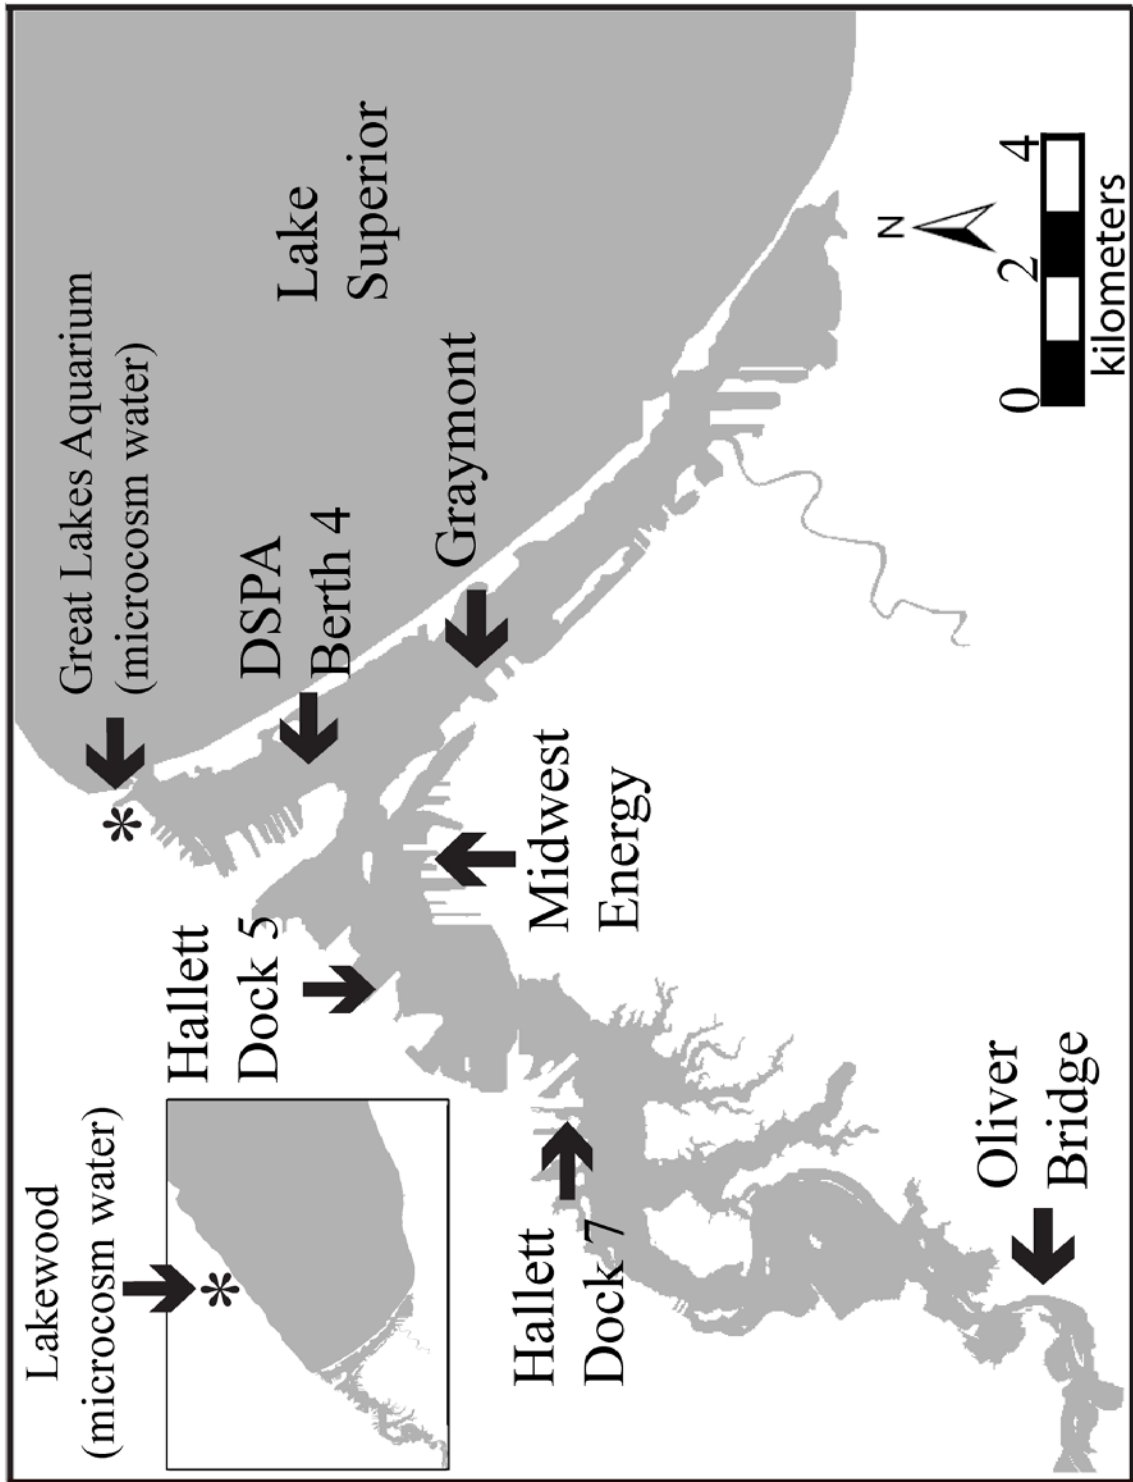 Lakewood
(microcosm water)
Great Lakes Aquarium
(microcosm water)
Hallett
Dock 5
DSPA
Berth 4
Lake
Superior
Graymont
Midwest
Energy
Hallett
Dock 7
Oliver
Bridge
N
0 2 4
kilometers